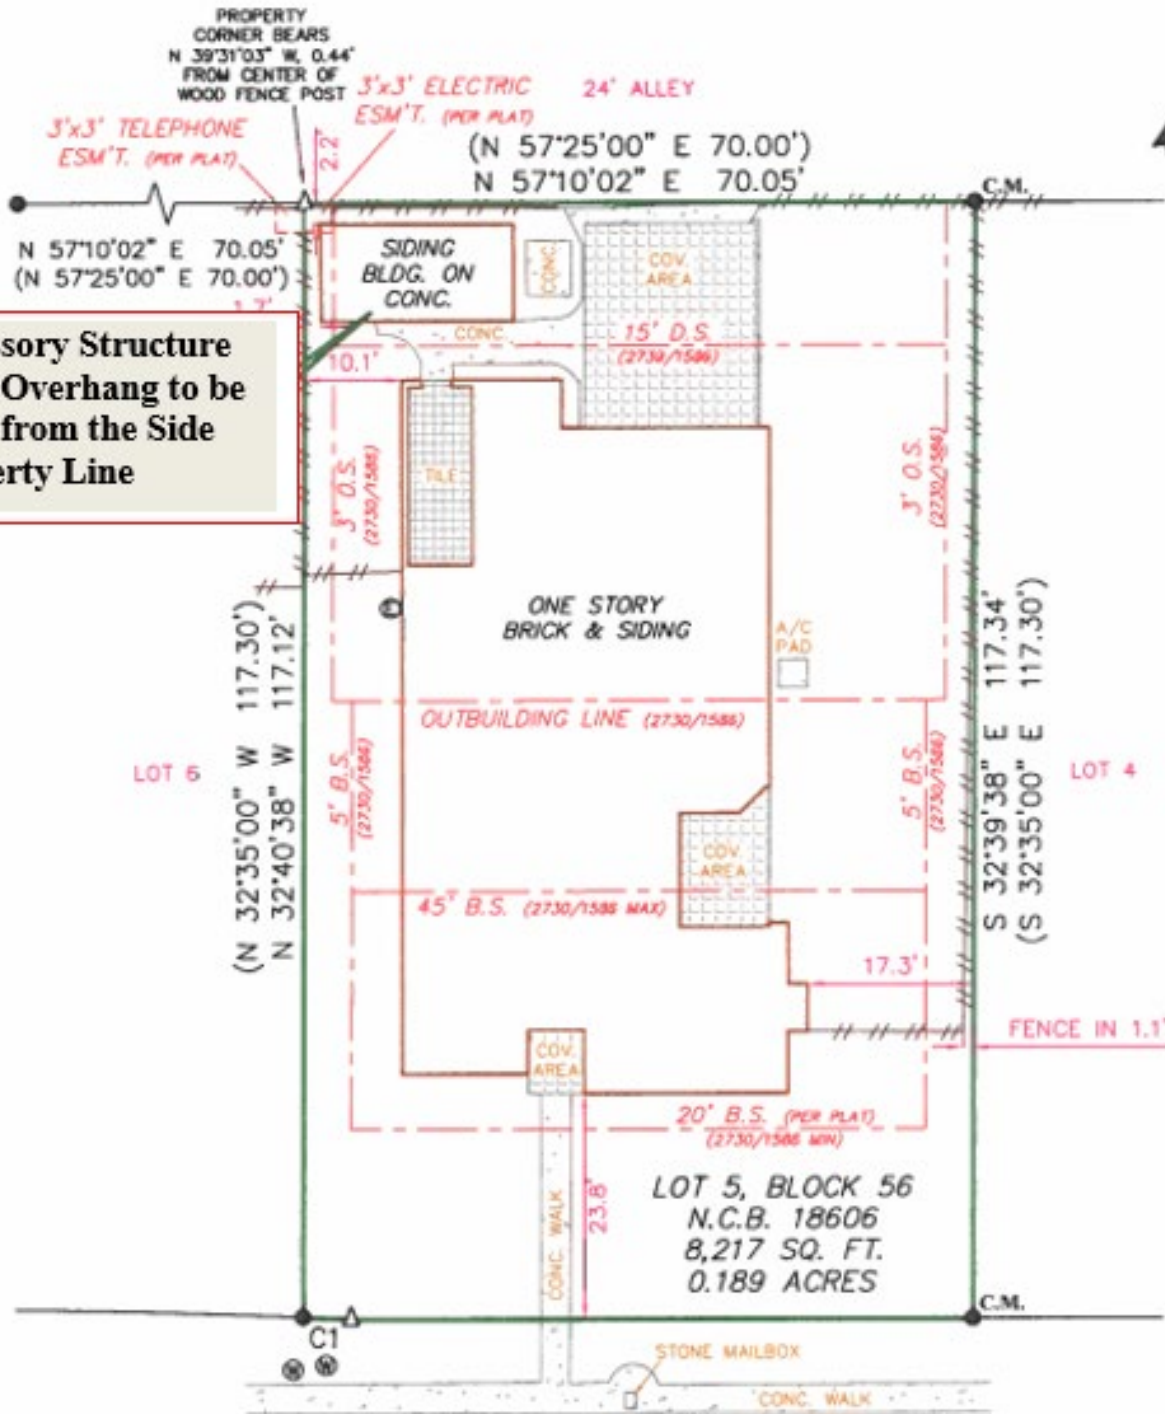 PROPERTY
CORNER BEARS
N 39°31'03" W, 0.44'
FROM CENTER OF
WOOD FENCE POST
3'x3' ELECTRIC
ESM'T. (PER PLAT)
24' ALLEY
3'x3' TELEPHONE
ESM'T. (PER PLAT)
2.2'
(N 57°25'00" E 70.00')
N 57°10'02" E 70.05'
C.M.
N 57°10'02" E 70.05'
(N 57°25'00" E 70.00')
SIDING
BLDG. ON
CONC.
CONC.
COV.
AREA
1.7'
CONC.
15' D.S.
(2730/1586)
ssory Structure
Overhang to be
from the Side
erty Line
10.1'
TILE
3' O.S.
(2730/1586)
3' O.S.
(2730/1586)
ONE STORY
BRICK & SIDING
A/C
PAD
OUTBUILDING LINE (2730/1586)
(N 32°35'00" W 117.30')
N 32°40'38" W 117.12'
S 32°39'38" E 117.34'
(S 32°35'00" E 117.30')
LOT 6
LOT 4
5' B.S.
(2730/1586)
5' B.S.
(2730/1586)
COV.
AREA
45' B.S. (2730/1586 MAX)
17.3'
FENCE IN 1.1'
COV.
AREA
20' B.S. (PER PLAT)
(2730/1586 MIN)
CONC. WALK
23.8'
LOT 5, BLOCK 56
N.C.B. 18606
8,217 SQ. FT.
0.189 ACRES
C.M.
C1
W W
STONE MAILBOX
CONC. WALK